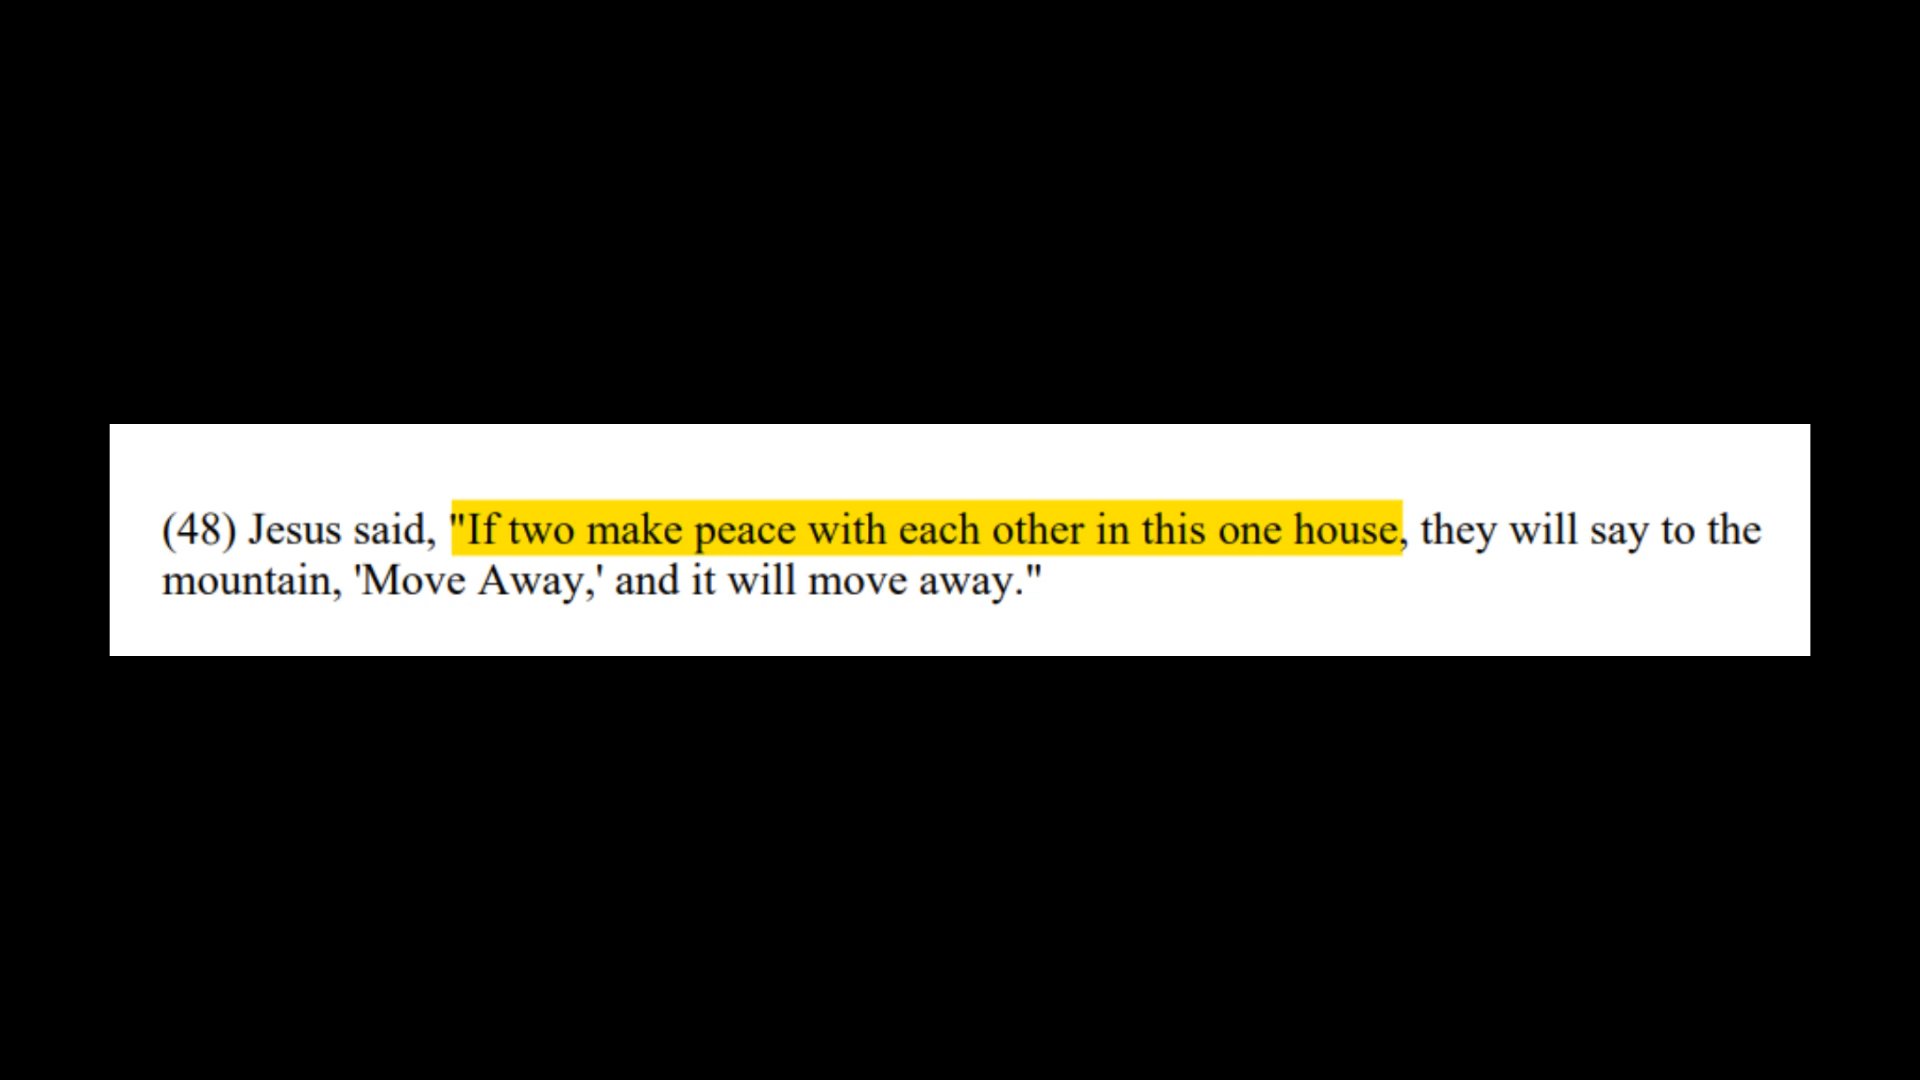 (48) Jesus said, "If two make peace with each other in this one house, they will say to the
mountain, 'Move Away,' and it will move away."